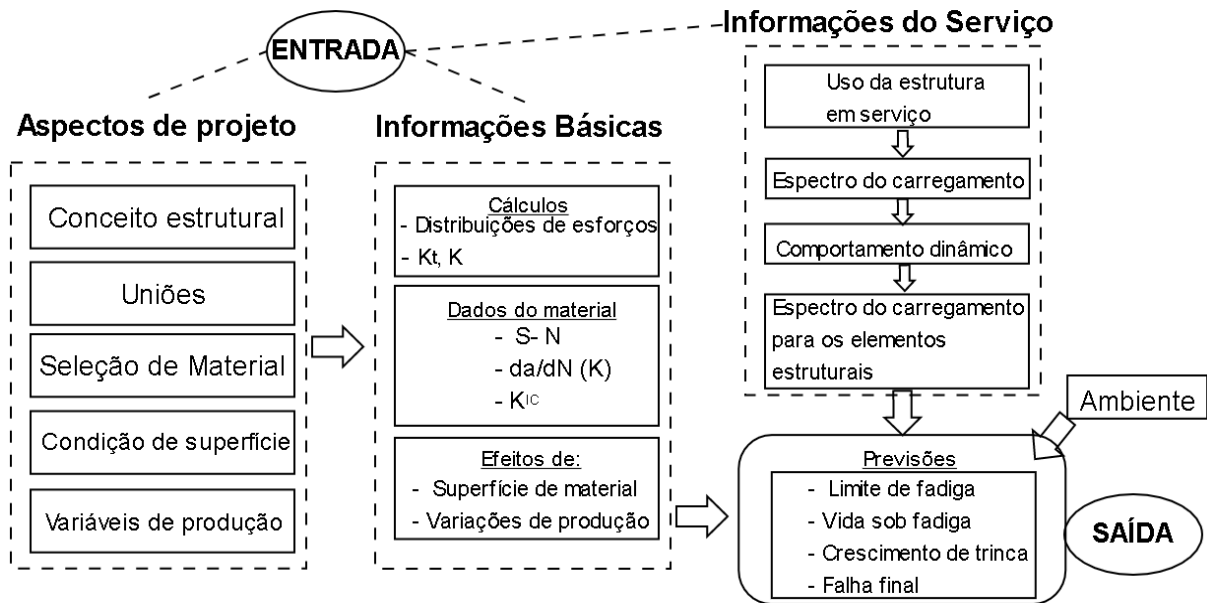 ENTRADA
Informações do Serviço
Uso da estrutura
em serviço
Espectro do carregamento
Comportamento dinâmico
Espectro do carregamento
para os elementos
estruturais
Aspectos de projeto
Conceito estrutural
Uniões
Seleção de Material
Condição de superfície
Variáveis de produção
Informações Básicas
Cálculos
- Distribuições de esforços
- Kt, K
Dados do material
- S- N
- da/dN (K)
- KIC
Efeitos de:
- Superfície de material
- Variações de produção
Ambiente
Previsões
- Limite de fadiga
- Vida sob fadiga
- Crescimento de trinca
- Falha final
SAÍDA